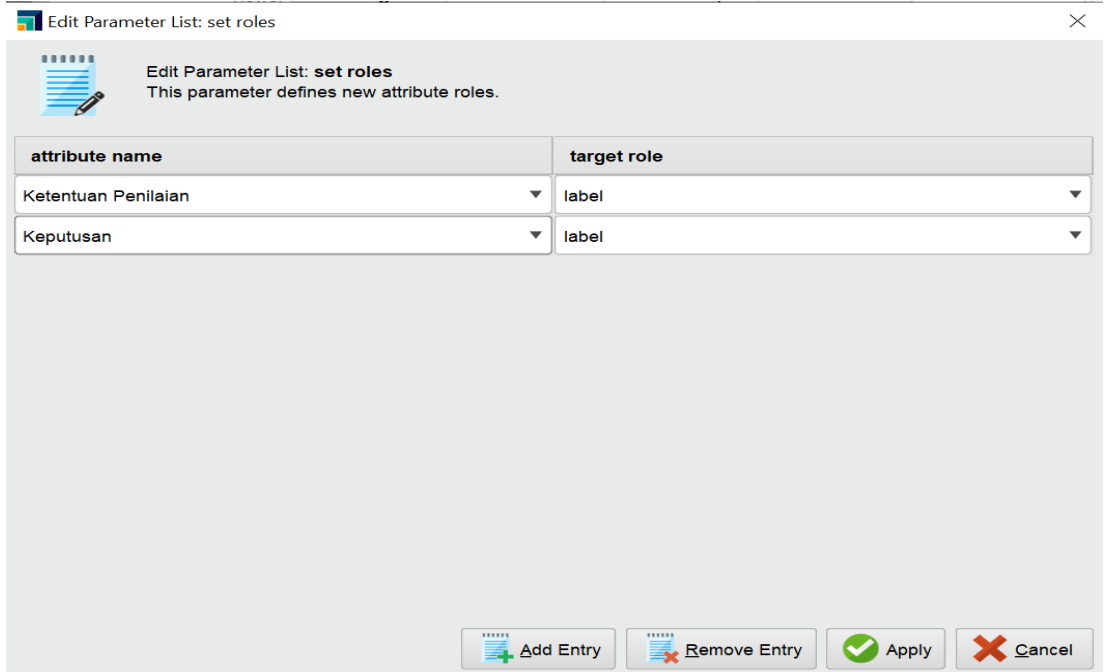 Edit Parameter List: set roles
Edit Parameter List: set roles
This parameter defines new attribute roles.
attribute name target role
Ketentuan Penilaian label
Keputusan label
Add Entry Remove Entry Apply Cancel